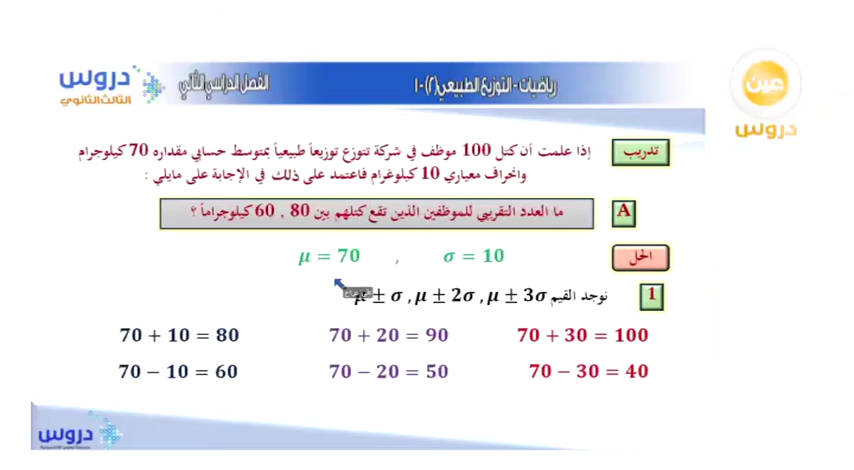 دروس
الثالث الثانوي
الفصل الدراسي الثاني
رياضيات - التوزيع الطبيعي(٢) -١
عين
دروس
تدريب
إذا علمت أن كتل 100 موظف في شركة تتوزع توزيعاً طبيعياً بمتوسط حسابي مقداره 70 كيلوجرام
وانحراف معياري 10 كيلوغرام فاعتمد على ذلك في الإجابة على مايلي :
A
ما العدد التقريبي للموظفين الذين تقع كتلهم بين 80 , 60 كيلوجراماً ؟
الحل
μ = 70 , σ = 10
1
نوجد القيم μ ± σ , μ ± 2σ , μ ± 3σ
70 + 10 = 80 70 + 20 = 90 70 + 30 = 100
70 − 10 = 60 70 − 20 = 50 70 − 30 = 40
دروس